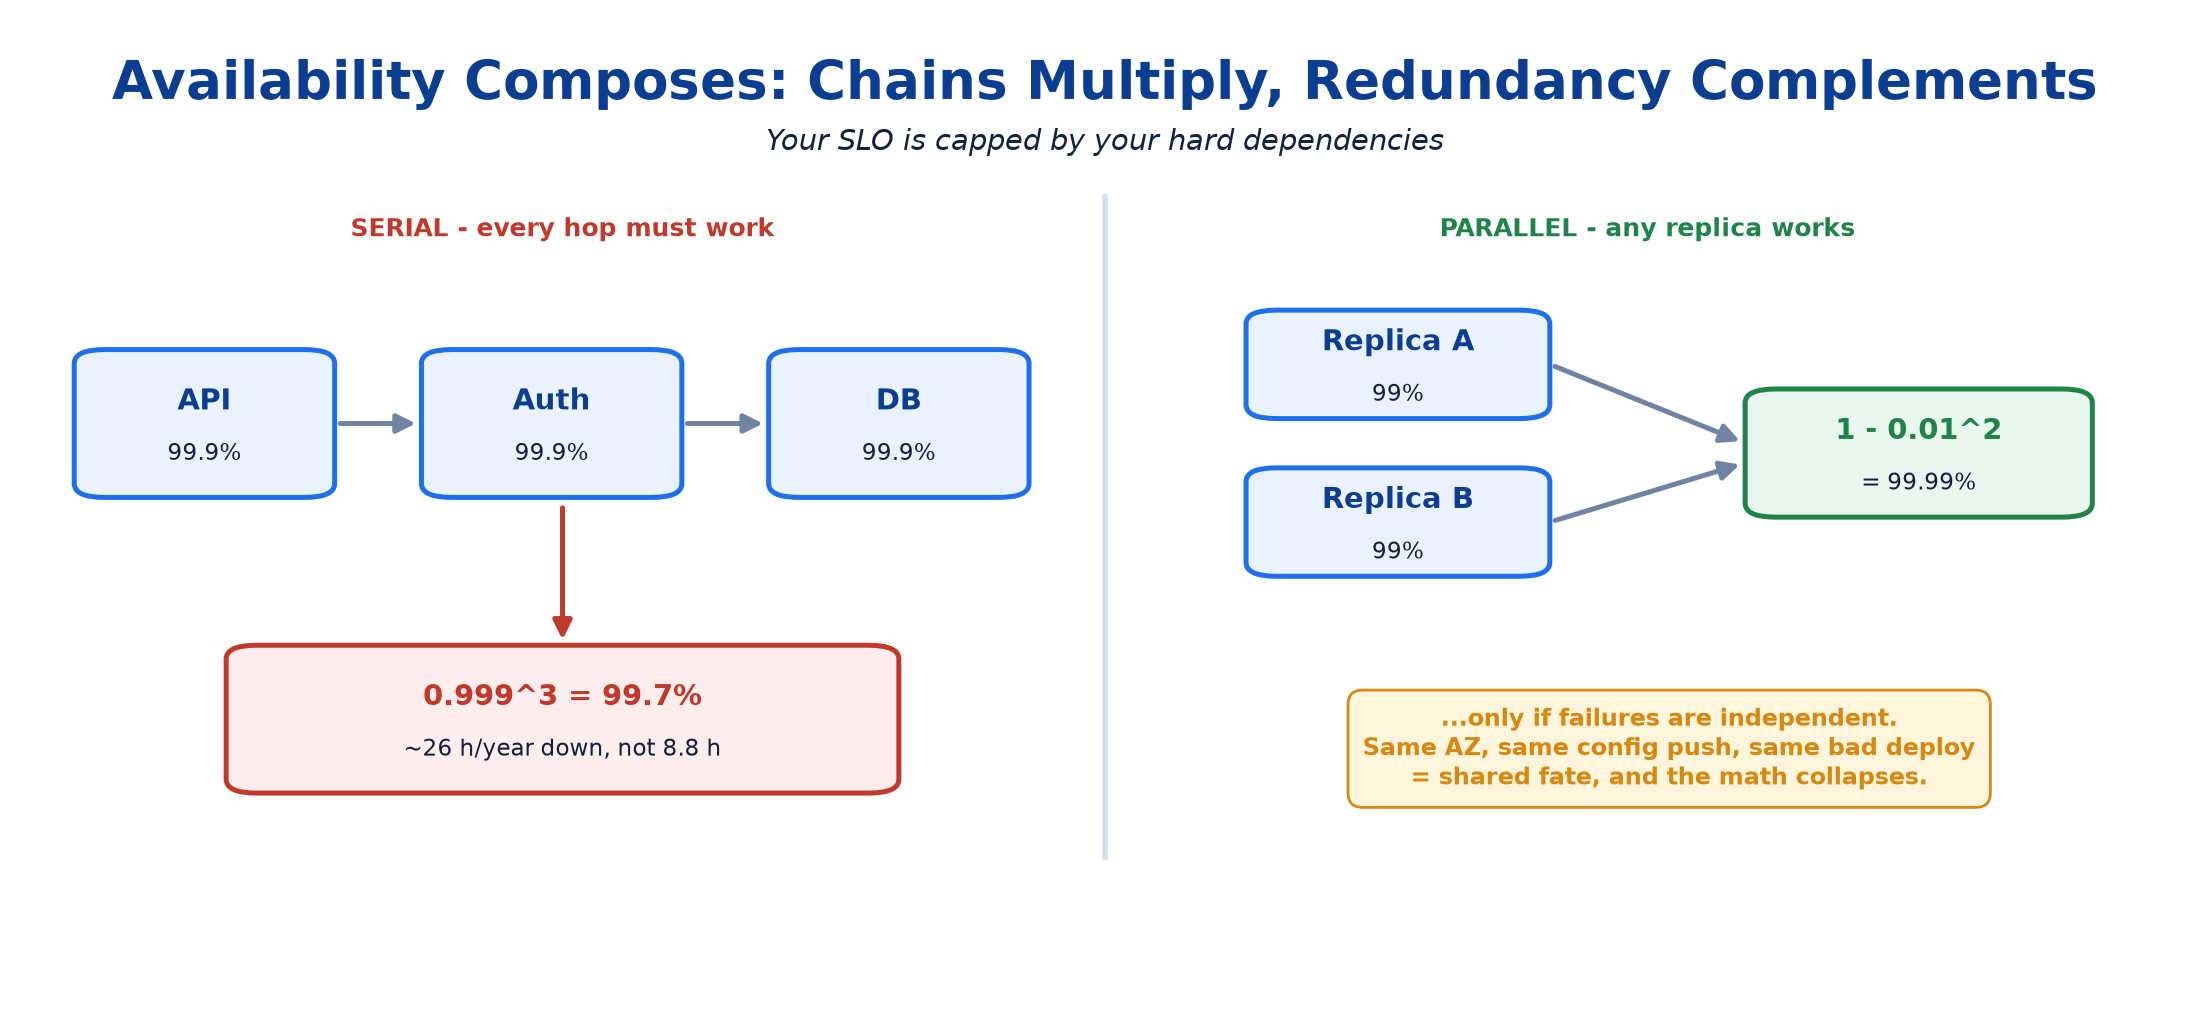 Availability Composes: Chains Multiply, Redundancy Complements
Your SLO is capped by your hard dependencies
SERIAL - every hop must work
API
99.9%
Auth
99.9%
DB
99.9%
0.999^3 = 99.7%
~26 h/year down, not 8.8 h
PARALLEL - any replica works
Replica A
99%
Replica B
99%
1 - 0.01^2
= 99.99%
...only if failures are independent.
Same AZ, same config push, same bad deploy
= shared fate, and the math collapses.